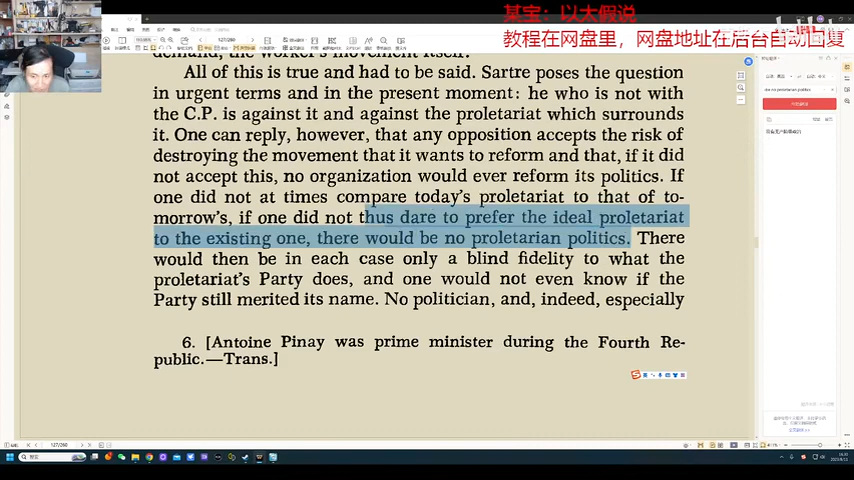 某宝：以太假说
教程在网盘里，网盘地址在后台自动回复
demand, the worker's movement itself.
All of this is true and had to be said. Sartre poses the question
in urgent terms and in the present moment: he who is not with
the C.P. is against it and against the proletariat which surrounds
it. One can reply, however, that any opposition accepts the risk of
destroying the movement that it wants to reform and that, if it did
not accept this, no organization would ever reform its politics. If
one did not at times compare today's proletariat to that of to-
morrow's, if one did not thus dare to prefer the ideal proletariat
to the existing one, there would be no proletarian politics. There
would then be in each case only a blind fidelity to what the
proletariat's Party does, and one would not even know if the
Party still merited its name. No politician, and, indeed, especially
6. [Antoine Pinay was prime minister during the Fourth Re-
public.—Trans.]